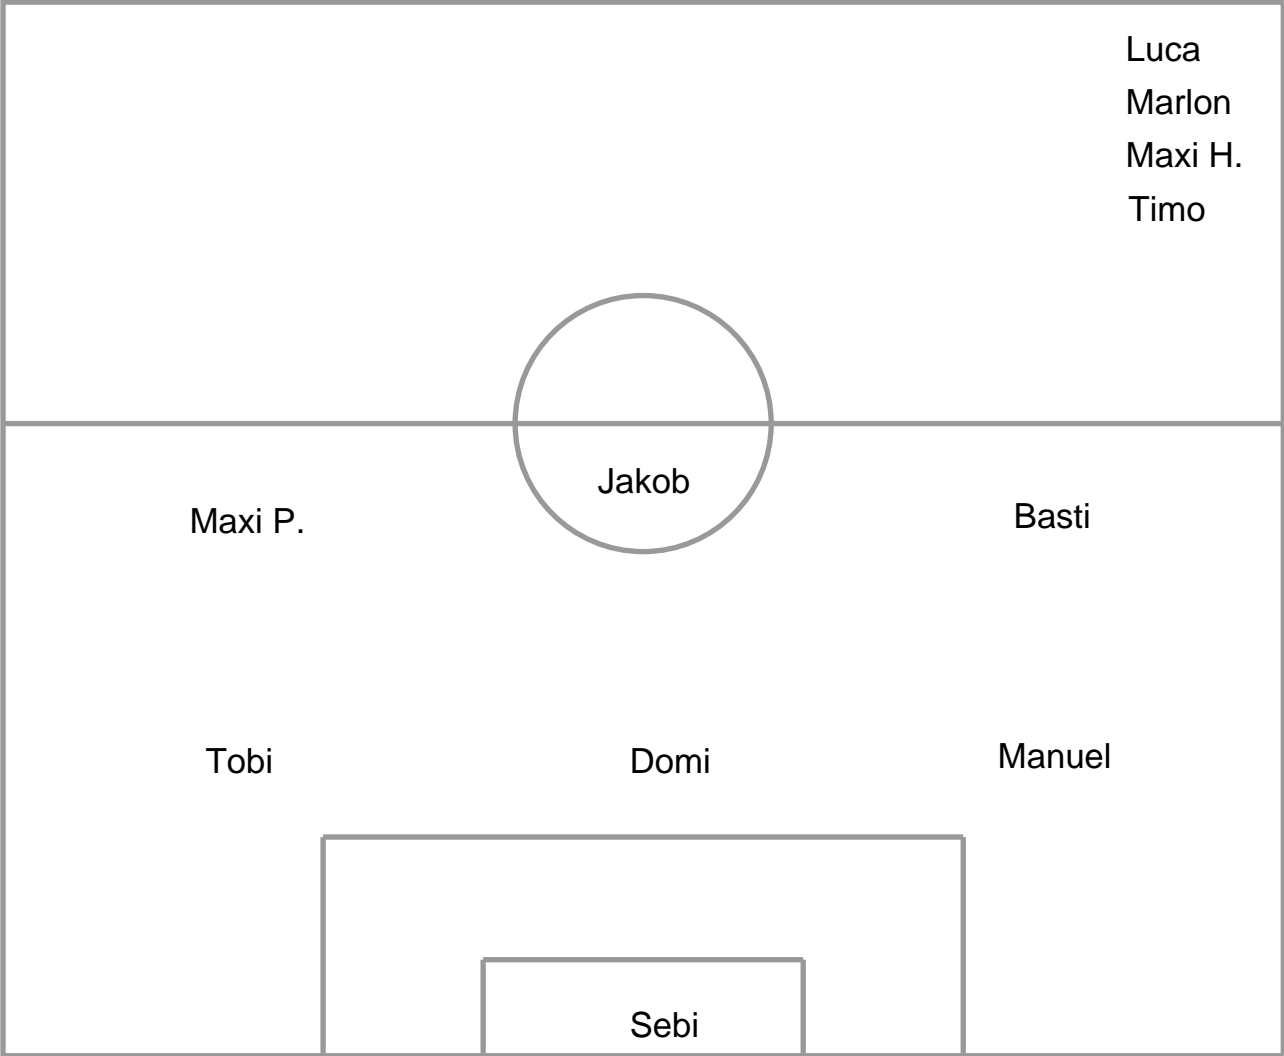 Luca
Marlon
Maxi H.
Timo
Jakob
Maxi P.
Basti
Tobi
Domi
Manuel
Sebi